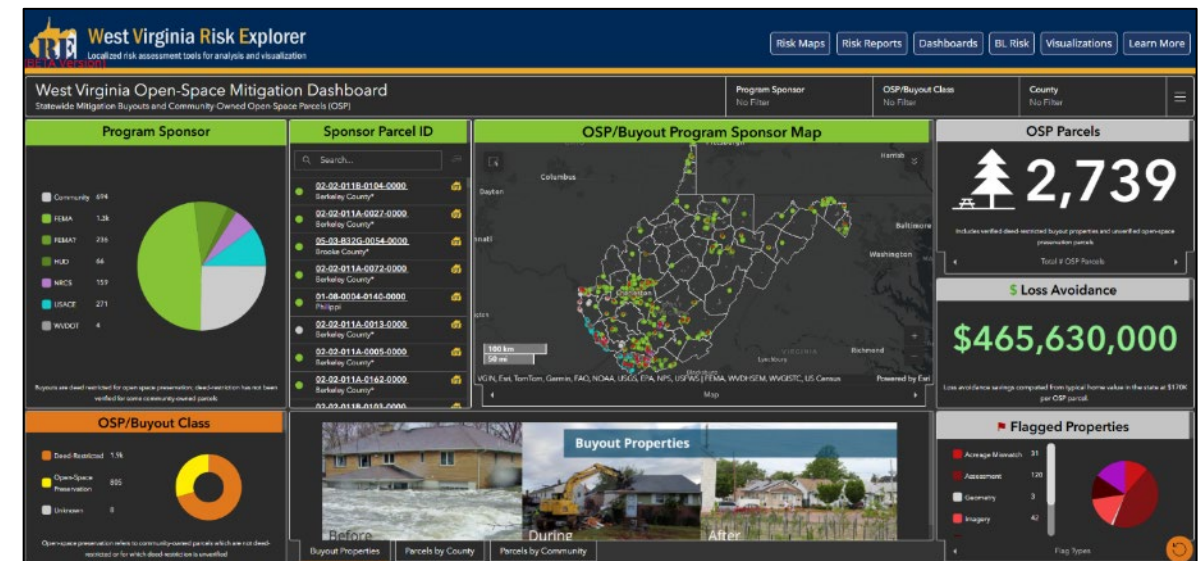 West Virginia Risk Explorer
Localized risk assessment tools for analysis and visualization
RE
[BETA Version]
Risk Maps
Risk Reports
Dashboards
BL Risk
Visualizations
Learn More
West Virginia Open-Space Mitigation Dashboard
Statewide Mitigation Buyouts and Community-Owned Open-Space Parcels (OSP)
Program Sponsor
No Filter
OSP/Buyout Class
No Filter
County
No Filter
Program Sponsor
Community 694
FEMA 1.3k
FEMA? 236
HUD 66
NRCS 159
USACE 271
WVDOT 4
Buyouts are deed restricted for open space preservation; deed-restriction has not been
verified for some community-owned parcels
Sponsor Parcel ID
Search...
02-02-011B-0104-0000
Berkeley County*
02-02-011A-0027-0000
Berkeley County*
05-03-B32G-0054-0000
Brooke County*
02-02-011A-0072-0000
Berkeley County*
01-08-0004-0140-0000
Philippi
02-02-011A-0013-0000
Berkeley County*
02-02-011A-0005-0000
Berkeley County*
02-02-011A-0162-0000
Berkeley County*
02-02-011B-0103-0000
OSP/Buyout Program Sponsor Map
Pittsburgh
Columbus
Dayton
Baltimore
Washington
Charleston
VIRGINIA
Richmond
Lynchburg
100 km
50 mi
VGIN, Esri, TomTom, Garmin, FAO, NOAA, USGS, EPA, NPS, USFWS | FEMA, WVDHSEM, WVGISTC, US Census
Powered by Esri
Map
OSP Parcels
2,739
Includes verified deed-restricted buyout properties and unverified open-space
preservation parcels
Total # OSP Parcels
$ Loss Avoidance
$465,630,000
Loss avoidance savings computed from typical home value in the state at $170K
per OSP parcel.
OSP/Buyout Class
Deed-Restricted 1.9k
Open-Space
Preservation 805
Unknown 8
Open-space preservation refers to community-owned parcels which are not deed-
restricted or for which deed-restriction is unverified
Buyout Properties
Before
During
After
Buyout Properties
Parcels by County
Parcels by Community
Flagged Properties
Acreage Mismatch 31
Assessment 120
Geometry 3
Imagery 42
Flag Types